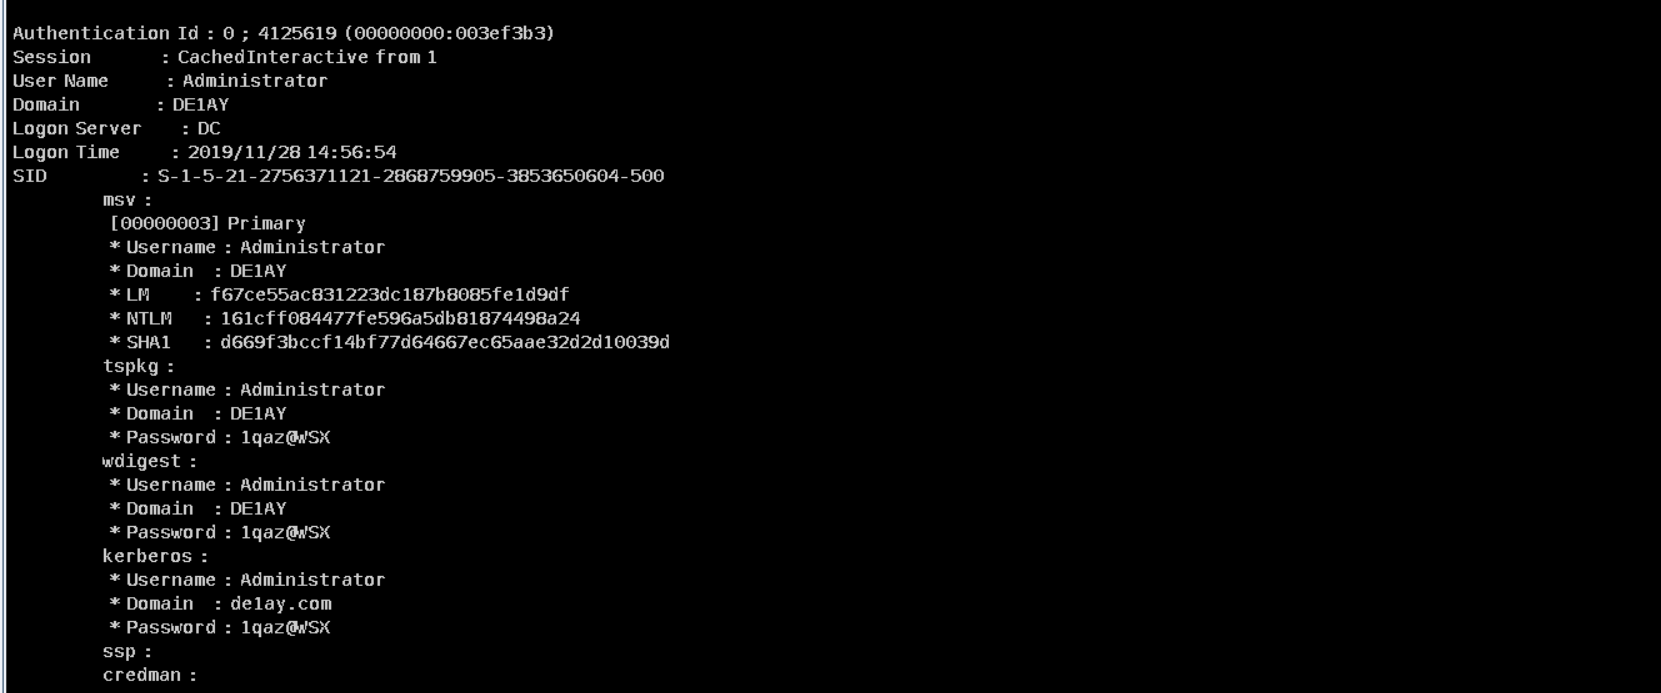 Authentication Id : 0 ; 4125619 (00000000:003ef3b3)
Session : CachedInteractive from 1
User Name : Administrator
Domain : DE1AY
Logon Server : DC
Logon Time : 2019/11/28 14:56:54
SID : S-1-5-21-2756371121-2868759905-3853650604-500
msv :
[00000003] Primary
* Username : Administrator
* Domain : DE1AY
* LM : f67ce55ac831223dc187b8085fe1d9df
* NTLM : 161cff084477fe596a5db81874498a24
* SHA1 : d669f3bccf14bf77d64667ec65aae32d2d10039d
tspkg :
* Username : Administrator
* Domain : DE1AY
* Password : 1qaz@WSX
wdigest :
* Username : Administrator
* Domain : DE1AY
* Password : 1qaz@WSX
kerberos :
* Username : Administrator
* Domain : de1ay.com
* Password : 1qaz@WSX
ssp :
credman :